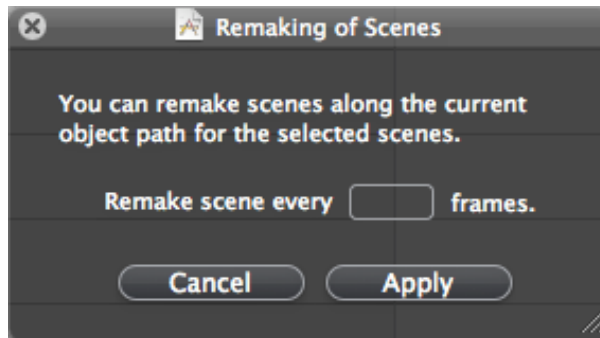 Remaking of Scenes
You can remake scenes along the current
object path for the selected scenes.
Remake scene every frames.
Cancel Apply